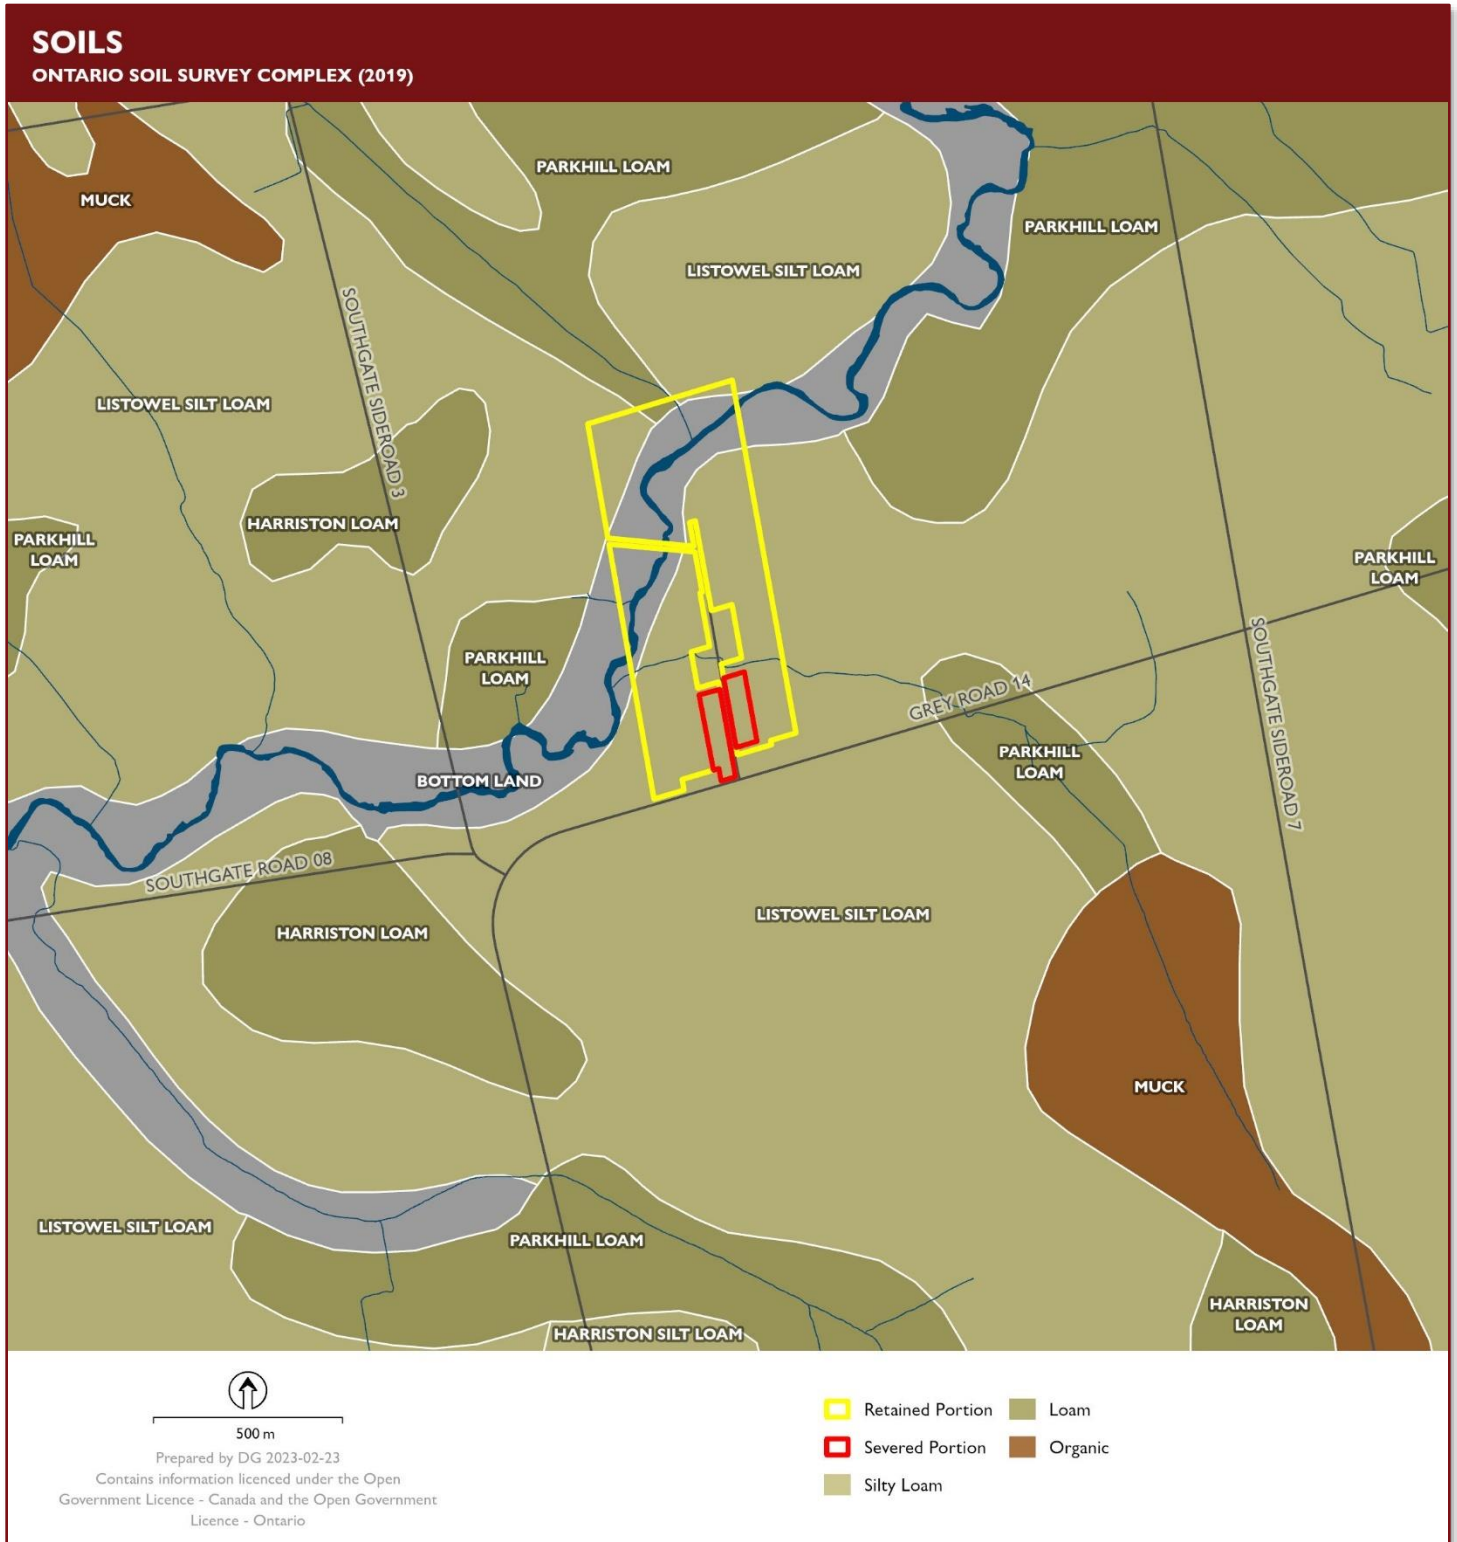 SOILS
ONTARIO SOIL SURVEY COMPLEX (2019)
PARKHILL LOAM
MUCK
PARKHILL LOAM
LISTOWEL SILT LOAM
SOUTHGATE SIDEROAD 3
LISTOWEL SILT LOAM
HARRISTON LOAM
PARKHILL
LOAM
PARKHILL
LOAM
SOUTHGATE SIDEROAD 7
PARKHILL
LOAM
GREY ROAD 14
PARKHILL
LOAM
BOTTOM LAND
SOUTHGATE ROAD 08
LISTOWEL SILT LOAM
HARRISTON LOAM
MUCK
LISTOWEL SILT LOAM
PARKHILL LOAM
HARRISTON
LOAM
HARRISTON SILT LOAM
500 m
Prepared by DG 2023-02-23
Contains information licenced under the Open
Government Licence - Canada and the Open Government
Licence - Ontario
Retained Portion
Severed Portion
Silty Loam
Loam
Organic